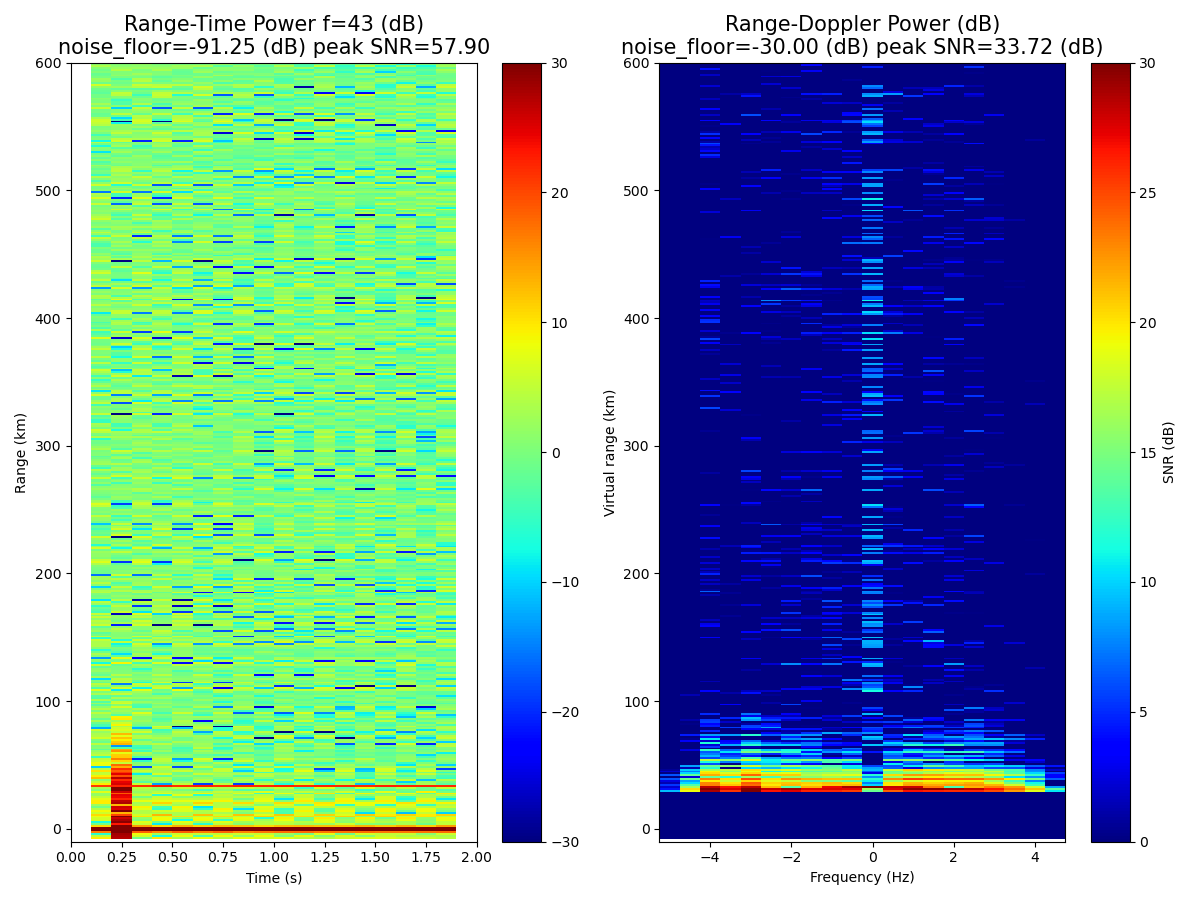 Range-Time Power f=43 (dB)
noise_floor=-91.25 (dB) peak SNR=57.90
Range (km)
600
500
400
300
200
100
0
0.00 0.25 0.50 0.75 1.00 1.25 1.50 1.75 2.00
Time (s)
30
20
10
0
−10
−20
−30
Range-Doppler Power (dB)
noise_floor=-30.00 (dB) peak SNR=33.72 (dB)
Virtual range (km)
600
500
400
300
200
100
0
−4 −2 0 2 4
Frequency (Hz)
30
25
20
15
10
5
0
SNR (dB)